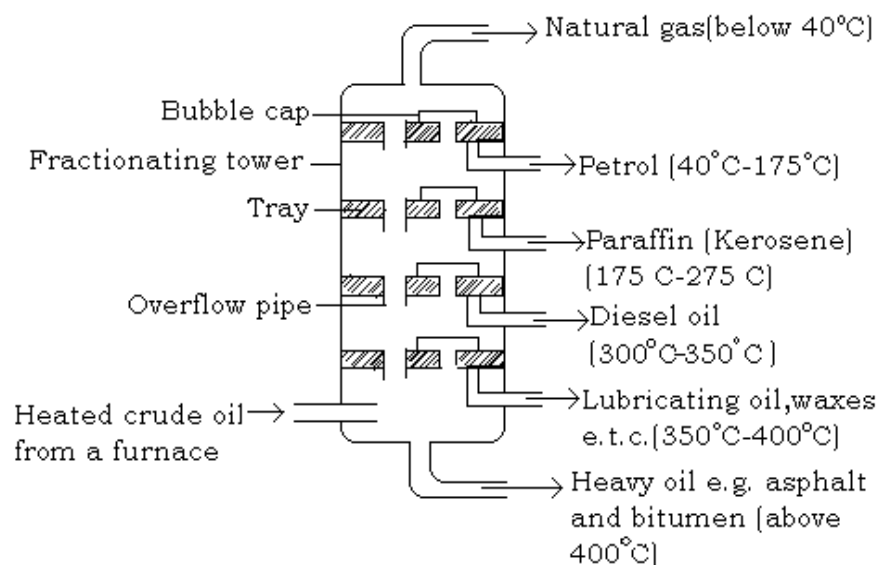 Natural gas(below 40°C)
Bubble cap
Fractionating tower
Petrol (40°C-175°C)
Tray
Paraffin (Kerosene)
(175 C-275 C)
Overflow pipe
Diesel oil
(300°C-350°C)
Heated crude oil
from a furnace
Lubricating oil,waxes
e.t.c.(350°C-400°C)
Heavy oil e.g. asphalt
and bitumen (above
400°C)